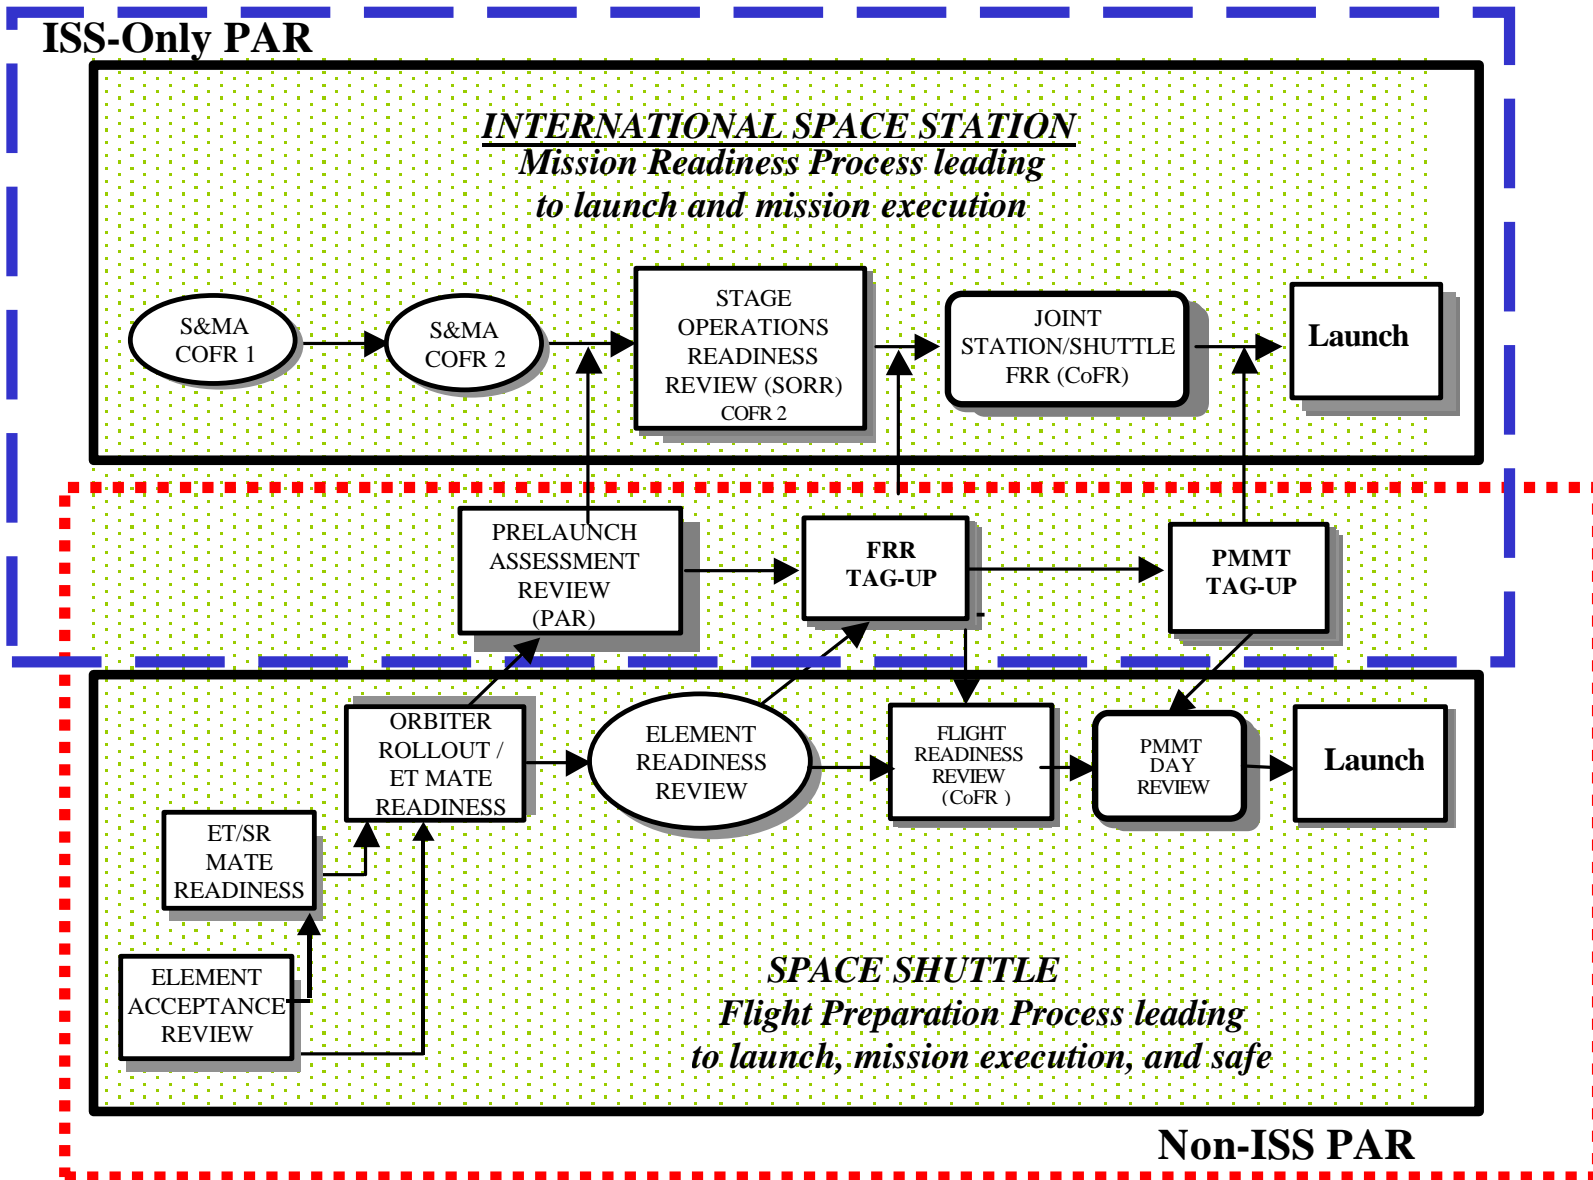 ISS-Only PAR
INTERNATIONAL SPACE STATION
Mission Readiness Process leading
to launch and mission execution
S&MA
COFR 1
S&MA
COFR 2
STAGE
OPERATIONS
READINESS
REVIEW (SORR)
COFR 2
JOINT
STATION/SHUTTLE
FRR (CoFR)
Launch
PRELAUNCH
ASSESSMENT
REVIEW
(PAR)
FRR
TAG-UP
PMMT
TAG-UP
ORBITER
ROLLOUT /
ET MATE
READINESS
ELEMENT
READINESS
REVIEW
FLIGHT
READINESS
REVIEW
(CoFR )
PMMT
DAY
REVIEW
Launch
ET/SR
MATE
READINESS
ELEMENT
ACCEPTANCE
REVIEW
SPACE SHUTTLE
Flight Preparation Process leading
to launch, mission execution, and safe
Non-ISS PAR